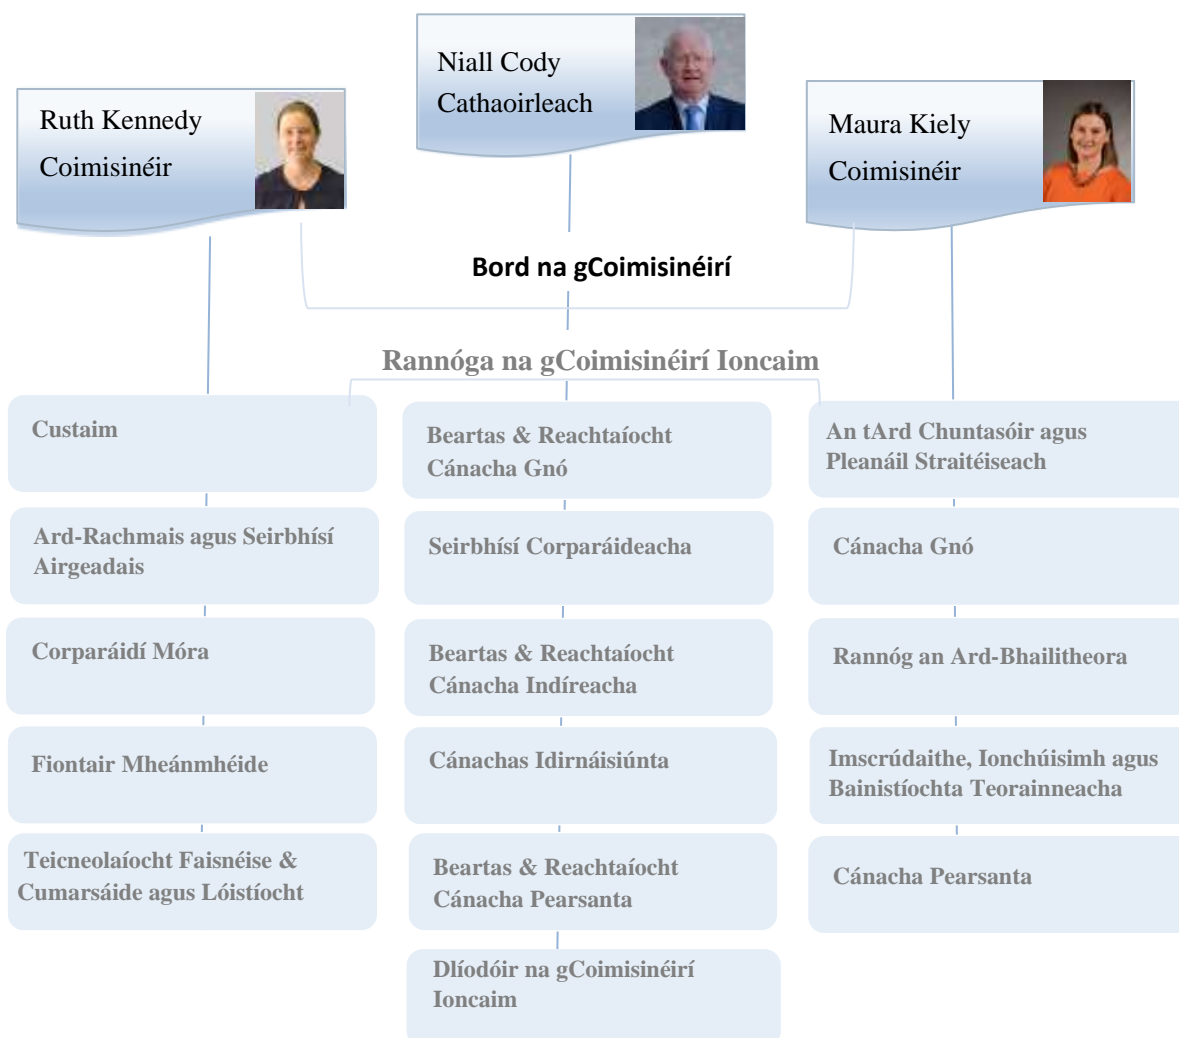 Niall Cody
Cathaoirleach
Ruth Kennedy
Coimisinéir
Maura Kiely
Coimisinéir
Bord na gCoimisinéirí
Rannóga na gCoimisinéirí Ioncaim
Custaim
Ard-Rachmais agus Seirbhísí
Airgeadais
Corparáidí Móra
Fiontair Mheánmhéide
Teicneolaíocht Faisnéise &
Cumarsáide agus Lóistíocht
Beartas & Reachtaíocht
Cánacha Gnó
Seirbhísí Corparáideacha
Beartas & Reachtaíocht
Cánacha Indíreacha
Cánachas Idirnáisiúnta
Beartas & Reachtaíocht
Cánacha Pearsanta
Dlíodóir na gCoimisinéirí
Ioncaim
An tArd Chuntasóir agus
Pleanáil Straitéiseach
Cánacha Gnó
Rannóg an Ard-Bhailitheora
Imscrúdaithe, Ionchúisimh agus
Bainistíochta Teorainneacha
Cánacha Pearsanta